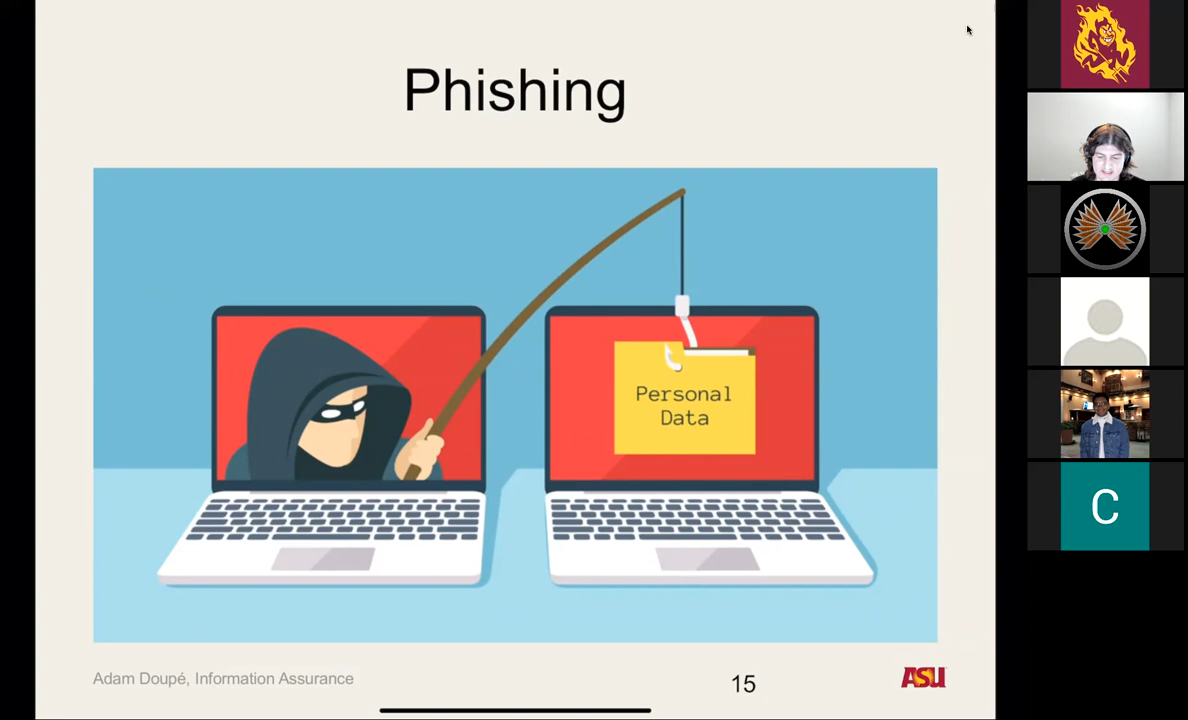 Phishing
Personal
Data
Adam Doupé, Information Assurance
15
ASU
C